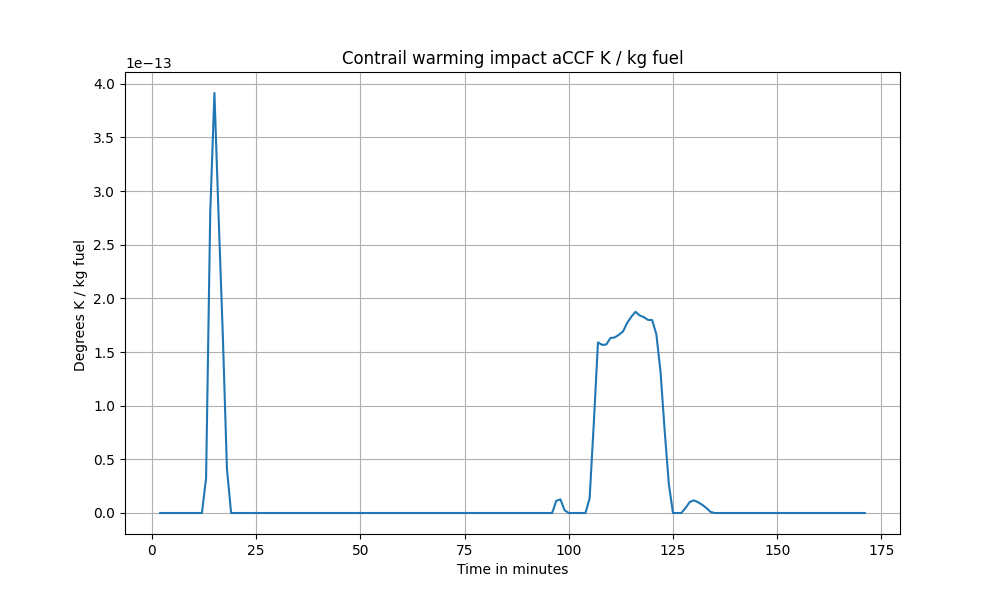 Contrail warming impact aCCF K / kg fuel
1e−13
4.0
3.5
3.0
2.5
2.0
1.5
1.0
0.5
0.0
Degrees K / kg fuel
0 25 50 75 100 125 150 175
Time in minutes